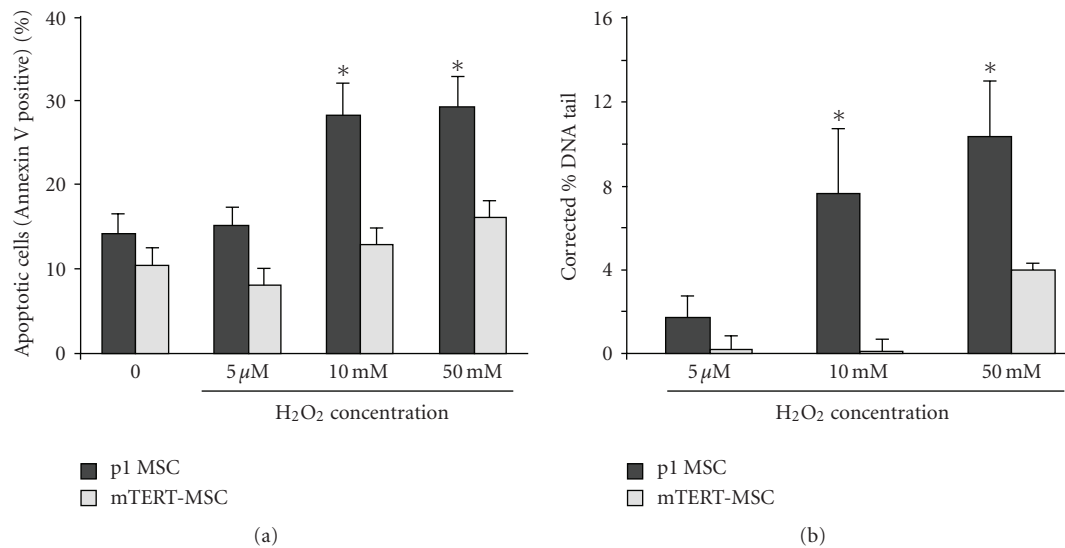 Apoptotic cells (Annexin V positive) (%)
40
30
20
10
0
*
*
0
5 µM
10 mM
50 mM
H₂O₂ concentration
p1 MSC
mTERT-MSC
(a)
Corrected % DNA tail
16
12
8
4
0
*
*
5 µM
10 mM
50 mM
H₂O₂ concentration
p1 MSC
mTERT-MSC
(b)